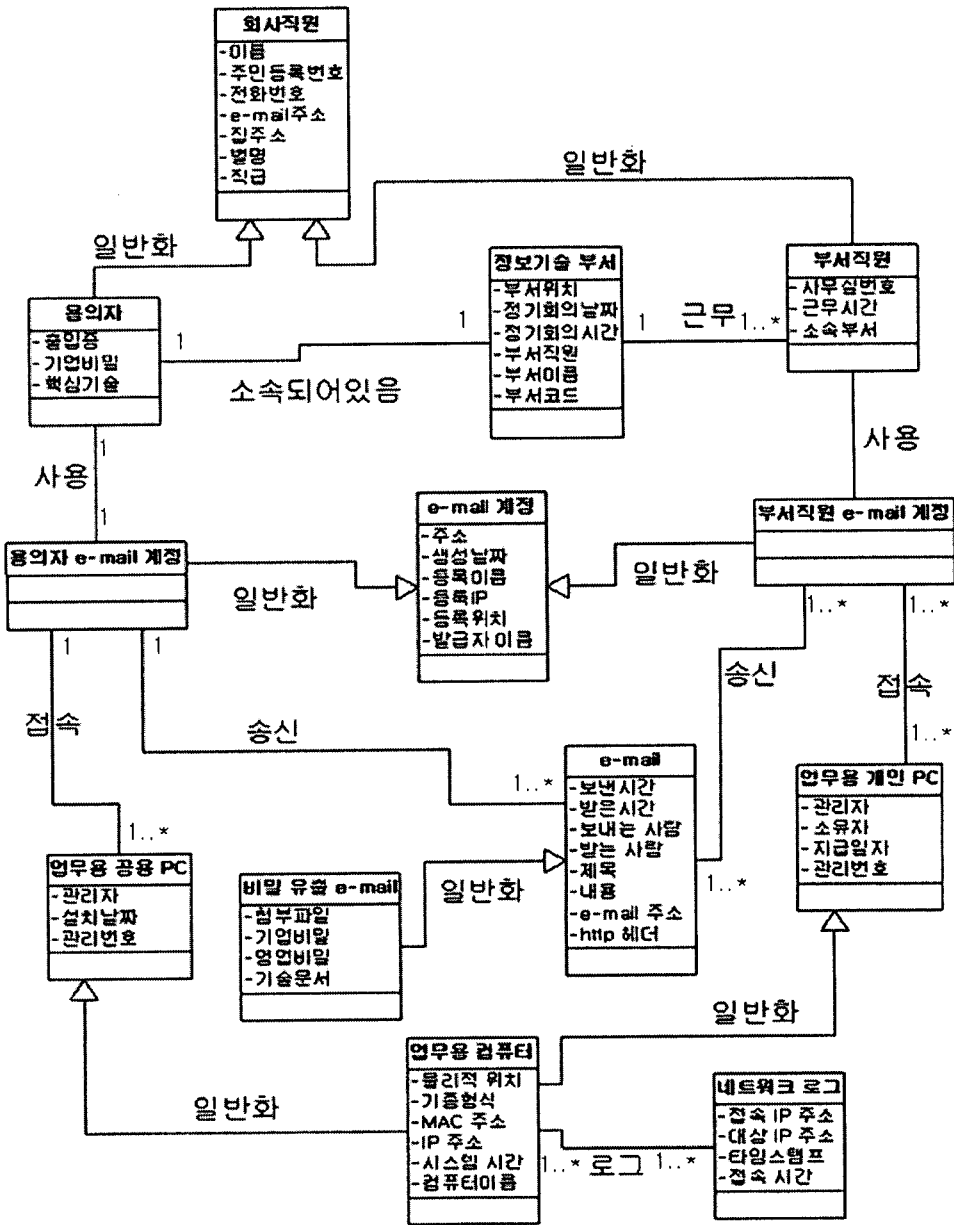 회사직원
-이름
-주민등록번호
-전화번호
-e-mail주소
-집주소
-별명
-직급
일반화
일반화
용의자
-출입증
-기업비밀
-핵심기술
정보기술 부서
-부서위치
-정기회의날짜
-정기회의시간
-부서직원
-부서이름
-부서코드
부서직원
-사무실번호
-근무시간
-소속부서
1
1
소속되어있음
1
근무
1..*
1
사용
1
사용
용의자 e-mail 계정
e-mail 계정
-주소
-생성날짜
-등록이름
-등록IP
-등록위치
-발급자 이름
부서직원 e-mail 계정
일반화
일반화
1
1
1..*
1..*
접속
송신
송신
접속
1..*
1..*
1..*
1..*
업무용 공용 PC
-관리자
-설치날짜
-관리번호
비밀 유출 e-mail
-첨부파일
-기업비밀
-영업비밀
-기술문서
일반화
e-mail
-보낸시간
-받은시간
-보내는 사람
-받는 사람
-제목
-내용
-e-mail 주소
-http 헤더
업무용 개인 PC
-관리자
-소유자
-지급일자
-관리번호
일반화
일반화
업무용 컴퓨터
-물리적 위치
-기종형식
-MAC 주소
-IP 주소
-시스템 시간
-컴퓨터이름
1..*
로그
1..*
네트워크 로그
-접속 IP 주소
-대상 IP 주소
-타임스탬프
-접속 시간